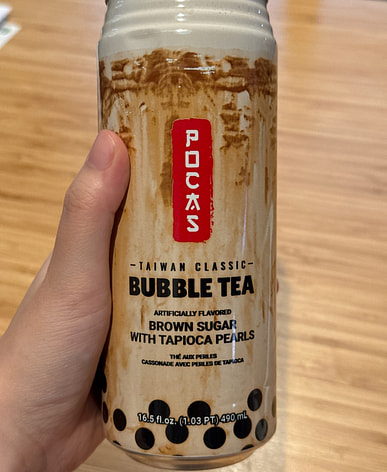 POCAS
TAIWAN CLASSIC
BUBBLE TEA
ARTIFICIALLY FLAVORED
BROWN SUGAR
WITH TAPIOCA PEARLS
THÉ AUX PERLES
CASSONADE AVEC PERLES DE TAPIOCA
16.5 fl.oz. (1.03 PT) 490 mL